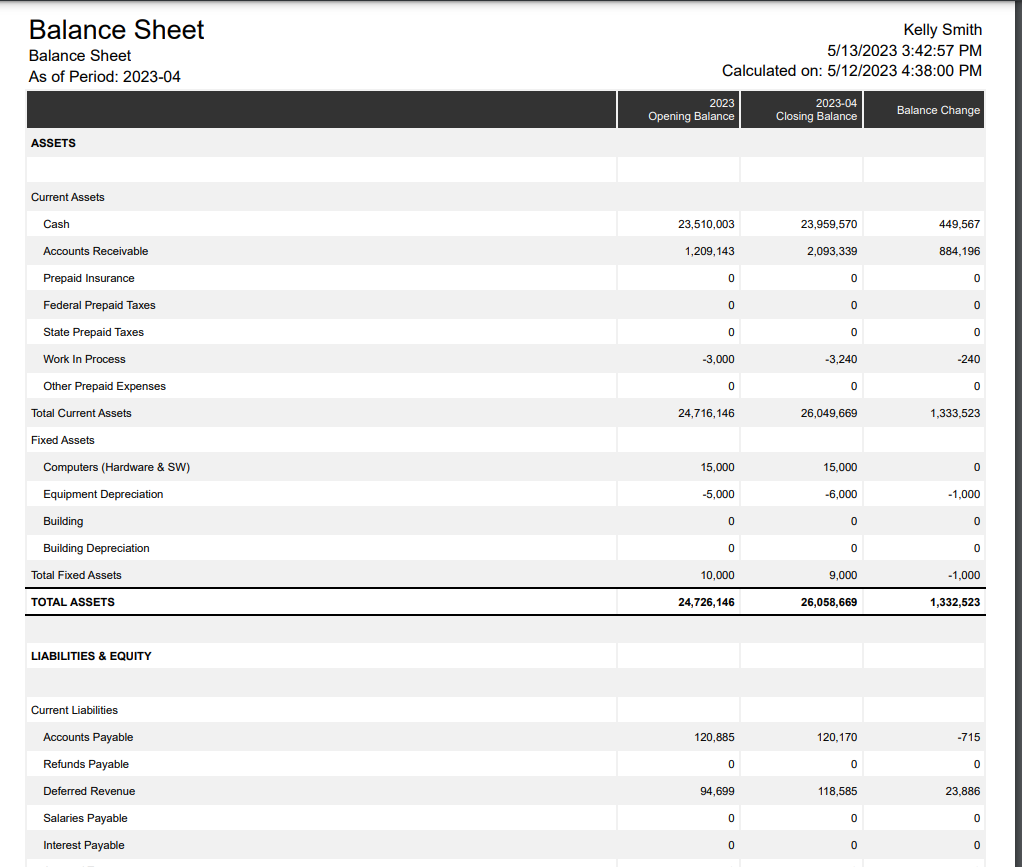 Balance Sheet
Kelly Smith
Balance Sheet
5/13/2023 3:42:57 PM
As of Period: 2023-04
Calculated on: 5/12/2023 4:38:00 PM
2023 Opening Balance 2023-04 Closing Balance Balance Change
ASSETS
Current Assets
Cash 23,510,003 23,959,570 449,567
Accounts Receivable 1,209,143 2,093,339 884,196
Prepaid Insurance 0 0 0
Federal Prepaid Taxes 0 0 0
State Prepaid Taxes 0 0 0
Work In Process -3,000 -3,240 -240
Other Prepaid Expenses 0 0 0
Total Current Assets 24,716,146 26,049,669 1,333,523
Fixed Assets
Computers (Hardware & SW) 15,000 15,000 0
Equipment Depreciation -5,000 -6,000 -1,000
Building 0 0 0
Building Depreciation 0 0 0
Total Fixed Assets 10,000 9,000 -1,000
TOTAL ASSETS 24,726,146 26,058,669 1,332,523
LIABILITIES & EQUITY
Current Liabilities
Accounts Payable 120,885 120,170 -715
Refunds Payable 0 0 0
Deferred Revenue 94,699 118,585 23,886
Salaries Payable 0 0 0
Interest Payable 0 0 0